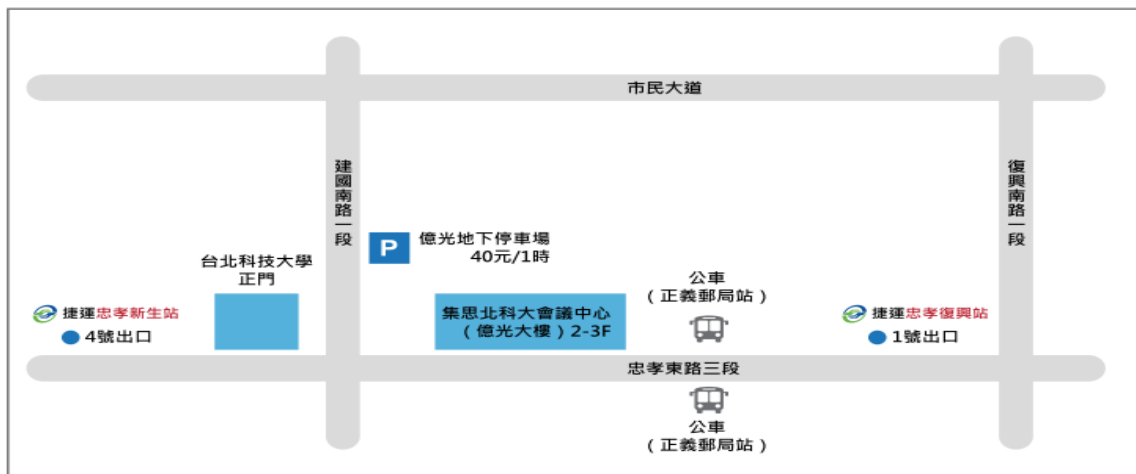 市民大道
建國南路一段
復興南路一段
P
億光地下停車場
40元/1時
台北科技大學
正門
公車
(正義郵局站)
捷運忠孝新生站
4號出口
集思北科大會議中心
(億光大樓)2-3F
捷運忠孝復興站
1號出口
忠孝東路三段
公車
(正義郵局站)